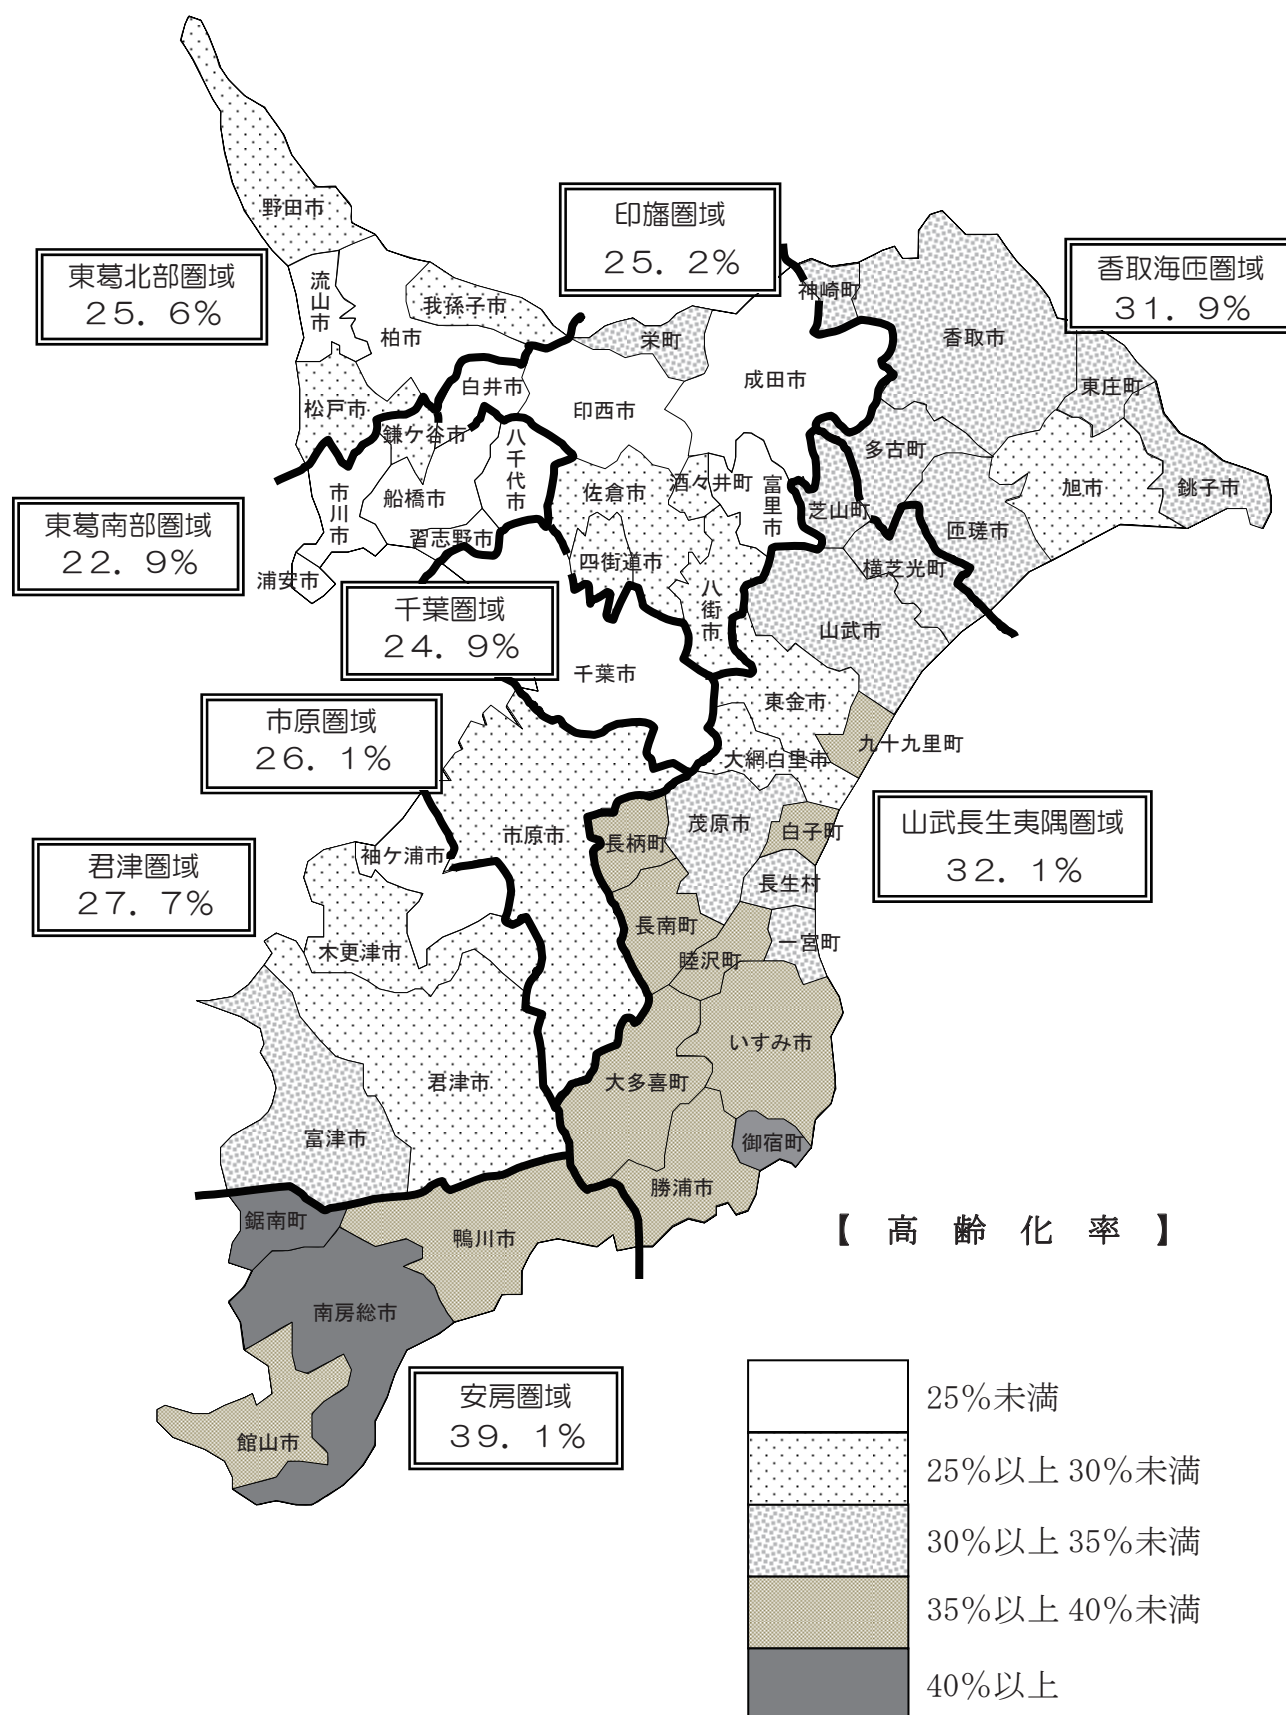 野田市
印旛圏域
25．2％
東葛北部圏域
25．6％
香取海匝圏域
31．9％
流山市
我孫子市
柏市
神崎町
香取市
栄町
成田市
東庄町
白井市
印西市
松戸市
鎌ケ谷市
八千代市
多古町
旭市
銚子市
市川市
船橋市
佐倉市
酒々井町
富里市
芝山町
匝瑳市
東葛南部圏域
22．9％
習志野市
四街道市
横芝光町
浦安市
八街市
千葉圏域
24．9％
山武市
千葉市
東金市
市原圏域
26．1％
九十九里町
大網白里市
市原市
長柄町
茂原市
白子町
山武長生夷隅圏域
32．1％
君津圏域
27．7％
袖ケ浦市
長生村
長南町
一宮町
木更津市
睦沢町
いすみ市
君津市
大多喜町
富津市
御宿町
勝浦市
鋸南町
鴨川市
【高齢化率】
南房総市
安房圏域
39．1％
館山市
25％未満
25％以上 30％未満
30％以上 35％未満
35％以上 40％未満
40％以上